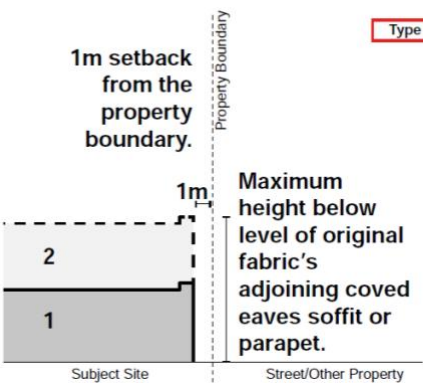 Type
1m setback
from the
property
boundary.
Property Boundary
1m
Maximum
height below
level of original
fabric's
adjoining coved
eaves soffit or
parapet.
2
1
Subject Site
Street/Other Property